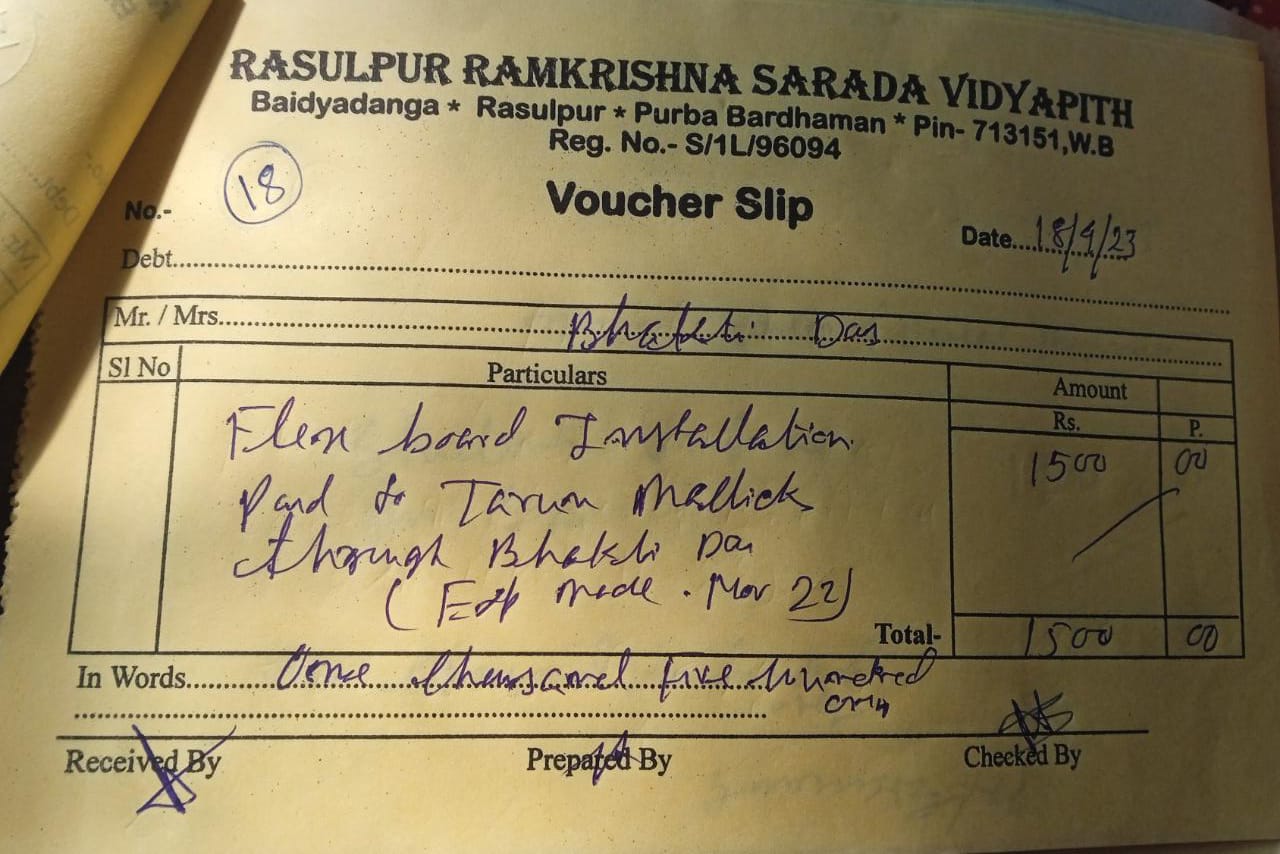 RASULPUR RAMKRISHNA SARADA VIDYAPITH
Baidyadanga * Rasulpur * Purba Bardhaman * Pin- 713151,W.B
Reg. No.- S/1L/96094
Voucher Slip
No.- 18
Date....18/9/23
Debt.....
Mr. / Mrs..... Bhakti Das
Sl No Particulars Amount
Rs. P.
Flex board Installation 1500 00
Paid to Tarun Mallick
through Bhakti Das
(Exp made . Mar 22)
Total- 1500 00
In Words..... One thousand five hundred
only
Received By Prepared By Checked By